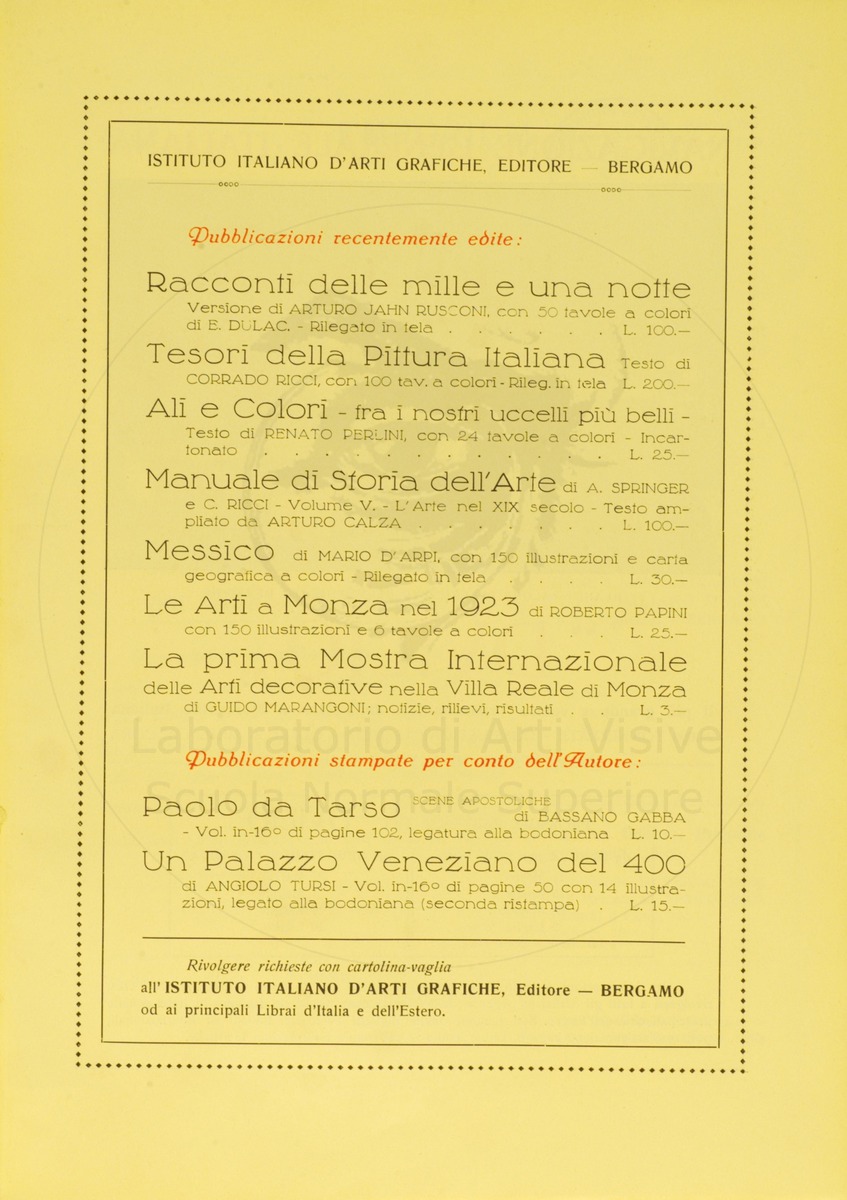 ISTITUTO ITALIANO D'ARTI GRAFICHE, EDITORE — BERGAMO
Pubblicazioni recentemente edite:
Racconti delle mille e una notte
Versione di ARTURO JAHN RUSCONI, con 50 tavole a colori
di E. DULAC. - Rilegato in tela . . . . . . L. 100.—
Tesori della Pittura Italiana Testo di
CORRADO RICCI, con 100 tav. a colori - Rileg. in tela L. 200.—
Ali e Colori - fra i nostri uccelli più belli -
Testo di RENATO PERLINI, con 24 tavole a colori - Incar-
tonato . . . . . . . . . . . . L. 25.—
Manuale di Storia dell'Arte di A. SPRINGER
e C. RICCI - Volume V. - L'Arte nel XIX secolo - Testo am-
pliato da ARTURO CALZA . . . . . . . L. 100.—
Messico di MARIO D'ARPI, con 150 illustrazioni e carta
geografica a colori - Rilegato in tela . . . . L. 30.—
Le Arti a Monza nel 1923 di ROBERTO PAPINI
con 150 illustrazioni e 6 tavole a colori . . . L. 25.—
La prima Mostra Internazionale
delle Arti decorative nella Villa Reale di Monza
di GUIDO MARANGONI; notizie, rilievi, risultati . . L. 3.—
Laboratorio di Arti Visive
Pubblicazioni stampate per conto dell'Autore:
Scuola Normale Superiore
Paolo da Tarso SCENE APOSTOLICHE
di BASSANO GABBA
- Vol. in-16º di pagine 102, legatura alla bodoniana L. 10.—
Un Palazzo Veneziano del 400
di ANGIOLO TURSI - Vol. in-16º di pagine 50 con 14 illustra-
zioni, legato alla bodoniana (seconda ristampa) . L. 15.—
Rivolgere richieste con cartolina-vaglia
all' ISTITUTO ITALIANO D'ARTI GRAFICHE, Editore — BERGAMO
od ai principali Librai d'Italia e dell'Estero.